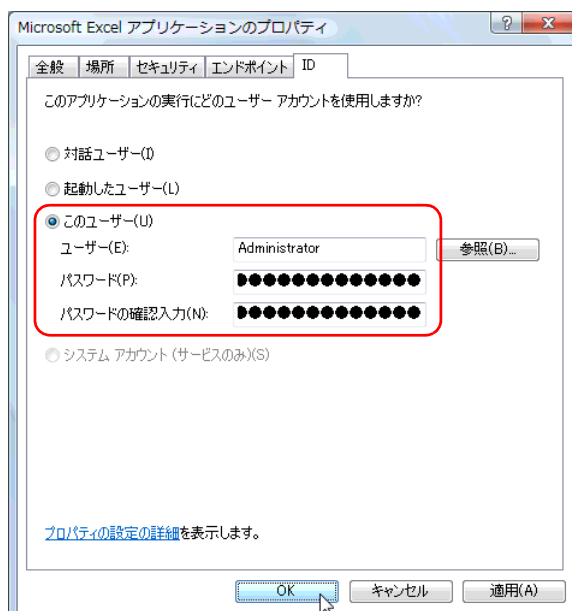 Microsoft Excel アプリケーションのプロパティ
全般 場所 セキュリティ エンドポイント ID
このアプリケーションの実行にどのユーザー アカウントを使用しますか?
対話ユーザー(I)
起動したユーザー(L)
このユーザー(U)
ユーザー(E): Administrator 参照(B)...
パスワード(P): ●●●●●●●●●●●●●
パスワードの確認入力(N): ●●●●●●●●●●●●●
システム アカウント (サービスのみ)(S)
プロパティの設定の詳細を表示します。
OK キャンセル 適用(A)